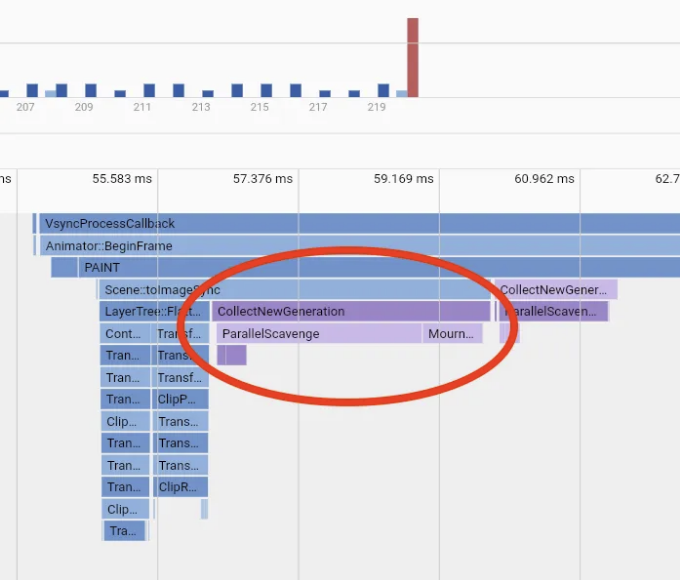 207 209 211 213 215 217 219
ms 55.583 ms 57.376 ms 59.169 ms 60.962 ms 62.7
VsyncProcessCallback
Animator::BeginFrame
PAINT
Scene::toImageSync CollectNewGener...
LayerTree::Flatt... CollectNewGeneration ParallelScaven...
Cont... Transf... ParallelScavenge Mourn...
Tran... Trans...
Tran... Transf...
Tran... ClipP...
Clip... Trans...
Tran... Trans...
Tran... Trans...
Tran... ClipR...
Clip...
Tra...